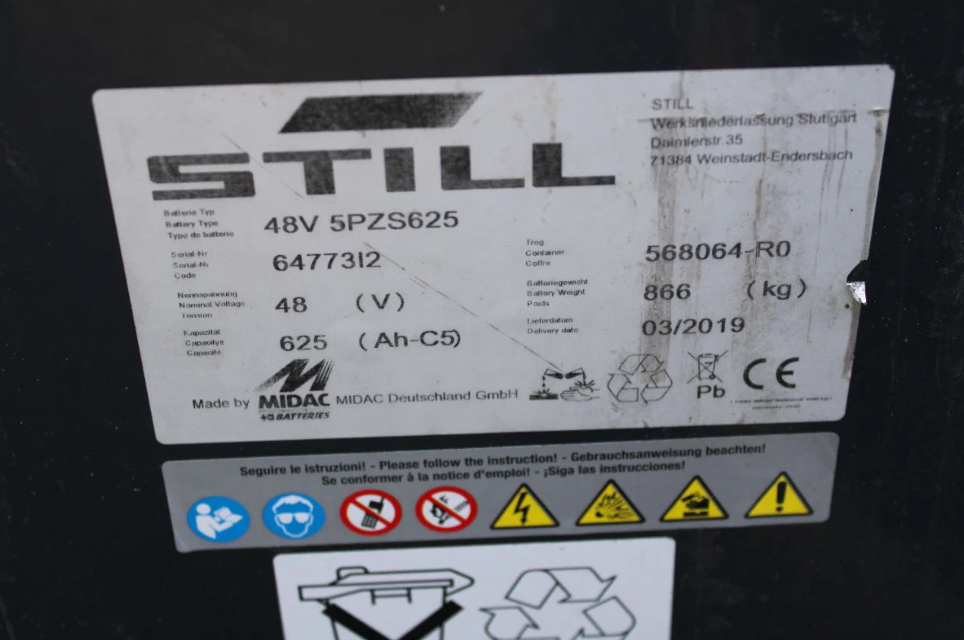 STILL
STILL
Werksniederlassung Stuttgart
Daimlerstr.35
71384 Weinstadt-Endersbach
Batterie Typ
Battery Type
Type de batterie
48V 5PZS625
Serial-Nr
Serial-Nr
Code
64773I2
Trog
Container
Coffre
568064-R0
Nennspannung
Nominal Voltage
Tension
48 (V)
Batteriegewicht
Battery Weight
Poids
866 (kg)
Kapazität
Capacitye
Capacité
625 (Ah-C5)
Lieferdatum
Delivery date
03/2019
Made by MIDAC MIDAC Deutschland GmbH
BATTERIES
Pb
CE
Seguire le istruzioni! - Please follow the instruction! - Gebrauchsanweisung beachten!
Se conformer à la notice d'emploi! - ¡Siga las instrucciones!